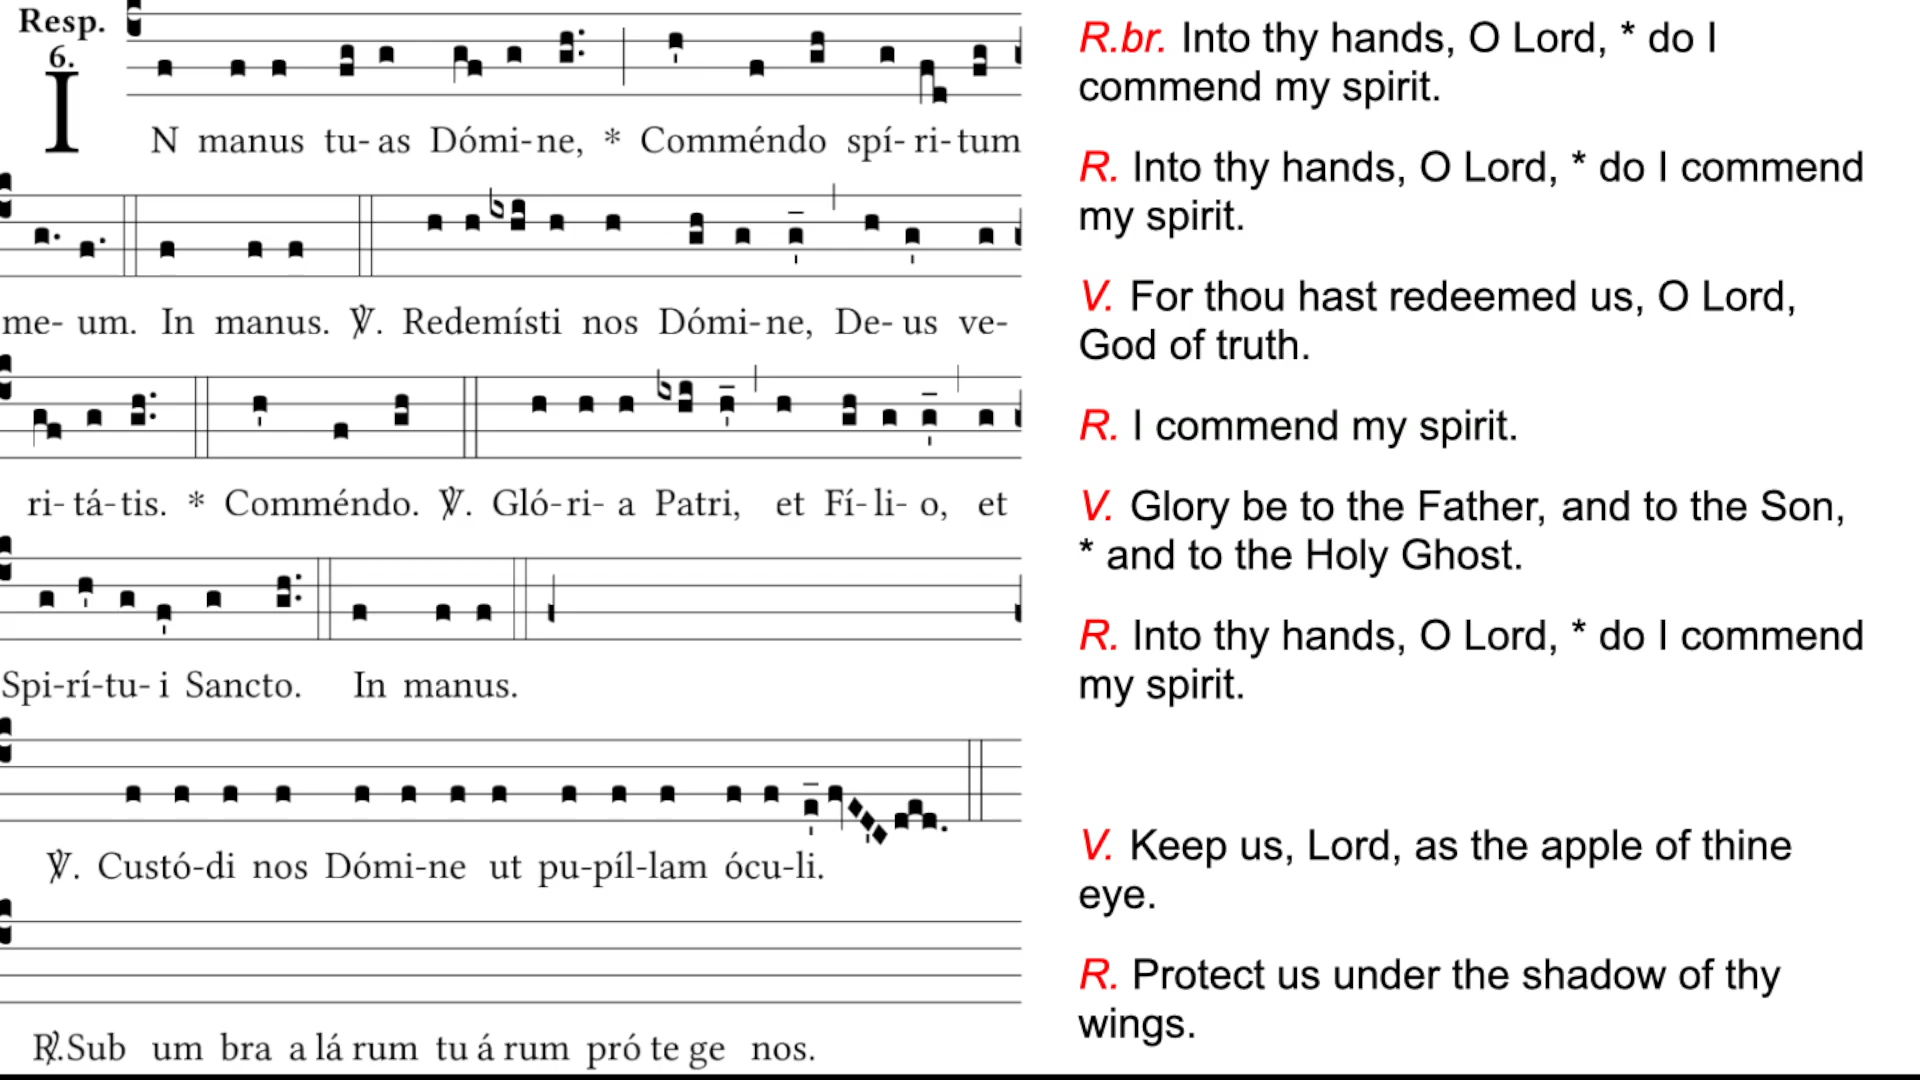 Resp.
6.
IN manus tu- as Dómi-ne, * Comméndo spí- ri-tum
me- um. In manus. ℣. Redemísti nos Dómi-ne, De- us ve-
ri- tá-tis. * Comméndo. ℣. Gló-ri- a Patri, et Fí-li- o, et
Spi-rí-tu- i Sancto. In manus.
℣. Custó-di nos Dómi-ne ut pu-píl-lam ócu-li.
℟.Sub um bra a lá rum tu á rum pró te ge nos.
R.br. Into thy hands, O Lord, * do I
commend my spirit.
R. Into thy hands, O Lord, * do I commend
my spirit.
V. For thou hast redeemed us, O Lord,
God of truth.
R. I commend my spirit.
V. Glory be to the Father, and to the Son,
* and to the Holy Ghost.
R. Into thy hands, O Lord, * do I commend
my spirit.
V. Keep us, Lord, as the apple of thine
eye.
R. Protect us under the shadow of thy
wings.